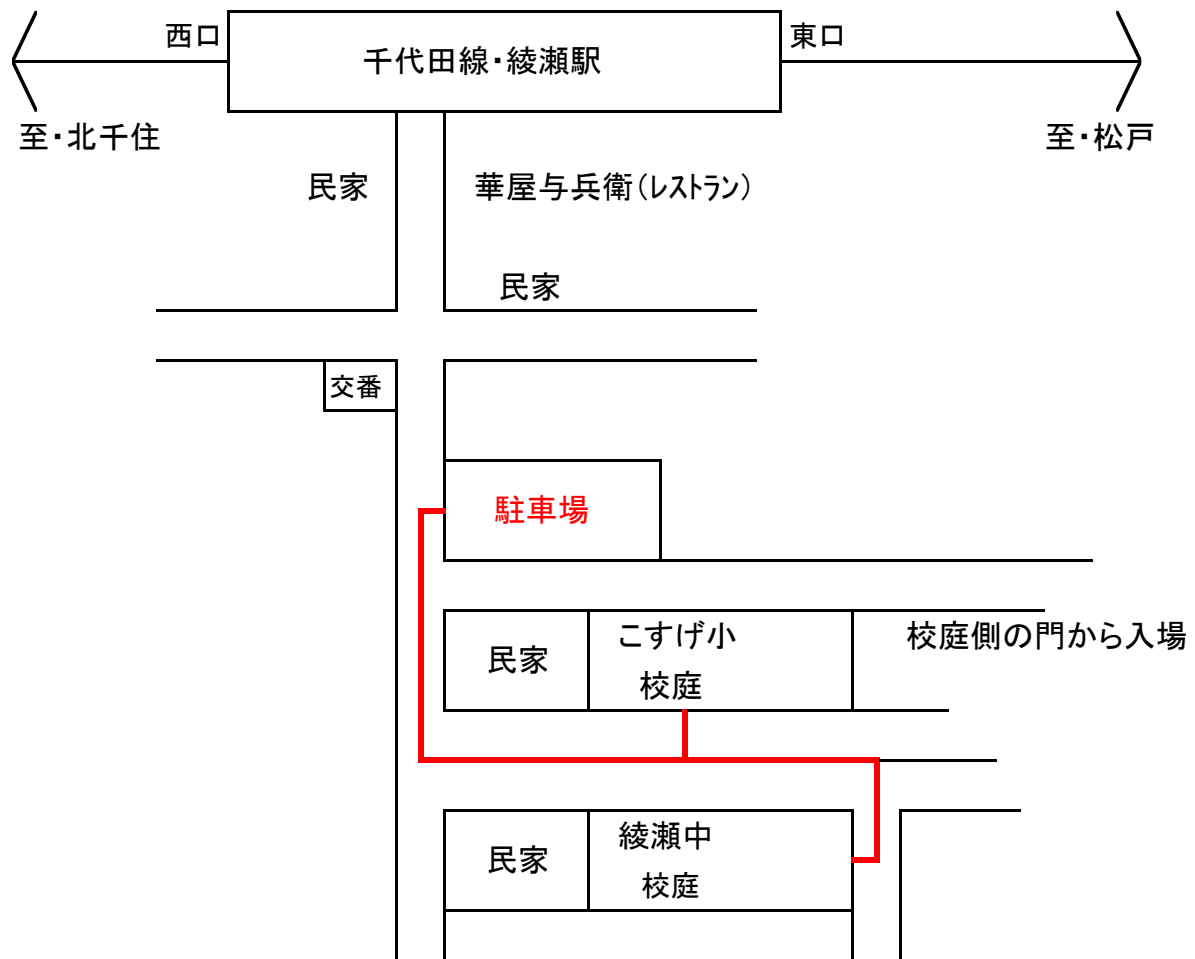 西口
千代田線・綾瀬駅
東口
至・北千住
至・松戸
民家
華屋与兵衛(レストラン)
民家
交番
駐車場
民家
こすげ小
校庭
校庭側の門から入場
民家
綾瀬中
校庭